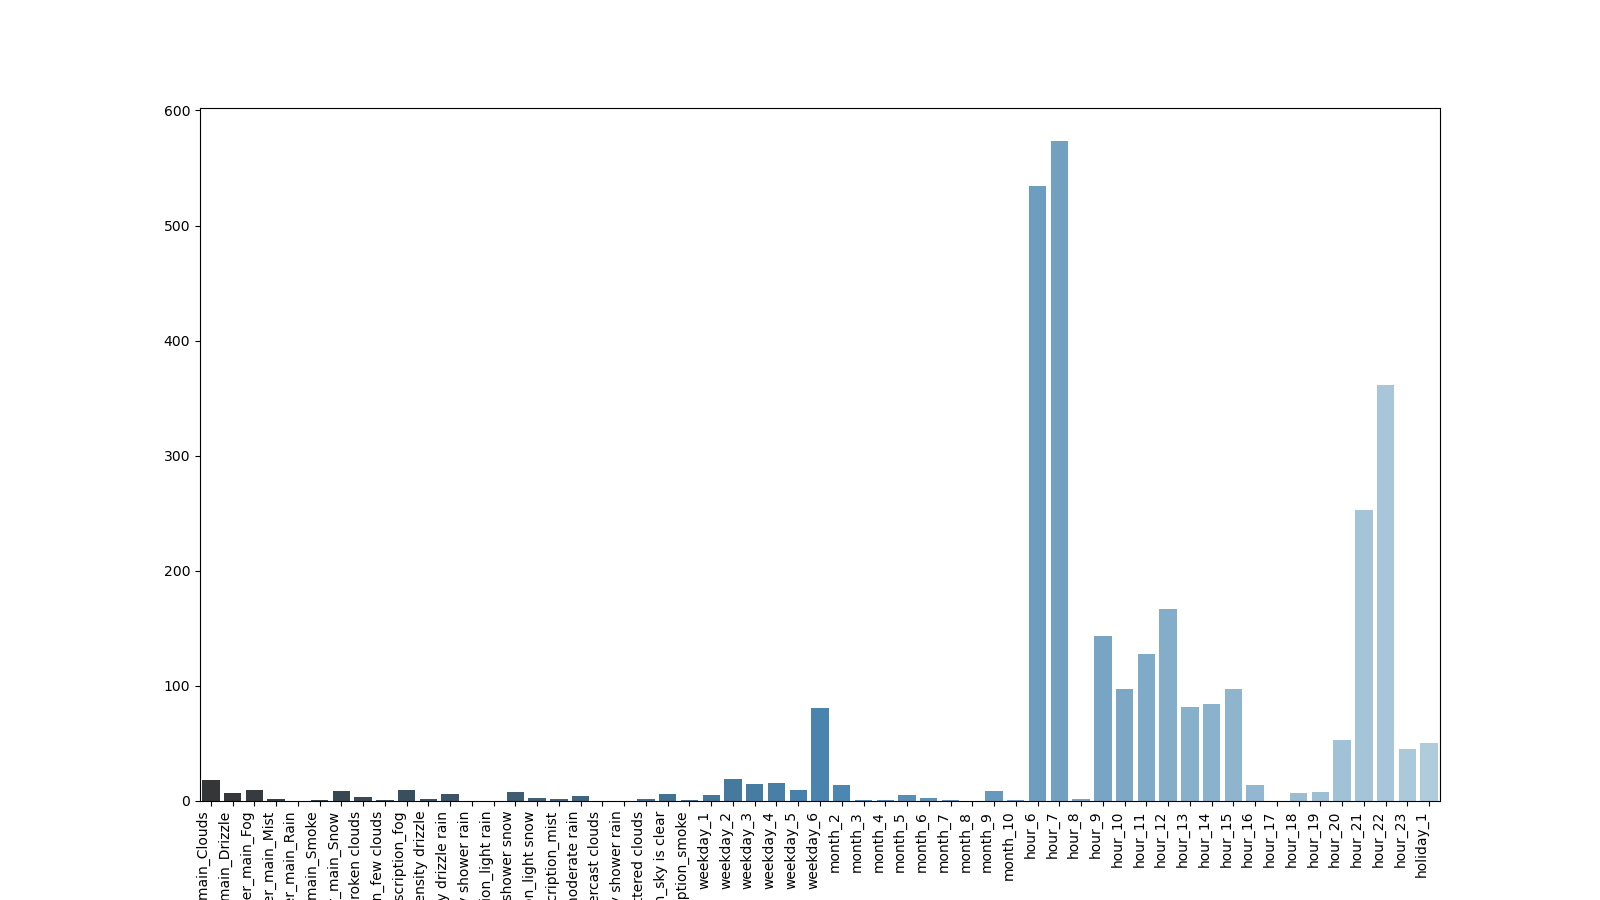 600
500
400
300
200
100
0
main_Clouds
main_Drizzle
er_main_Fog
er_main_Mist
er_main_Rain
main_Smoke
r_main_Snow
roken clouds
n_few clouds
scription_fog
ensity drizzle
y drizzle rain
y shower rain
ion_light rain
shower snow
on_light snow
cription_mist
noderate rain
ercast clouds
y shower rain
ttered clouds
n_sky is clear
ption_smoke
weekday_1
weekday_2
weekday_3
weekday_4
weekday_5
weekday_6
month_2
month_3
month_4
month_5
month_6
month_7
month_8
month_9
month_10
hour_6
hour_7
hour_8
hour_9
hour_10
hour_11
hour_12
hour_13
hour_14
hour_15
hour_16
hour_17
hour_18
hour_19
hour_20
hour_21
hour_22
hour_23
holiday_1